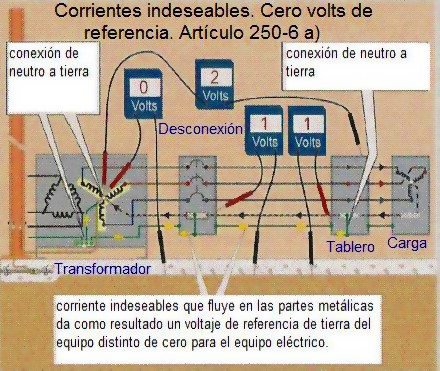 Corrientes indeseables. Cero volts de
referencia. Artículo 250-6 a)
conexión de
neutro a tierra
conexión de neutro a
tierra
0
Volts
2
Volts
Desconexión
1
Volts
1
Volts
Tablero
Carga
Transformador
corriente indeseables que fluye en las partes metálicas
da como resultado un voltaje de referencia de tierra del
equipo distinto de cero para el equipo eléctrico.